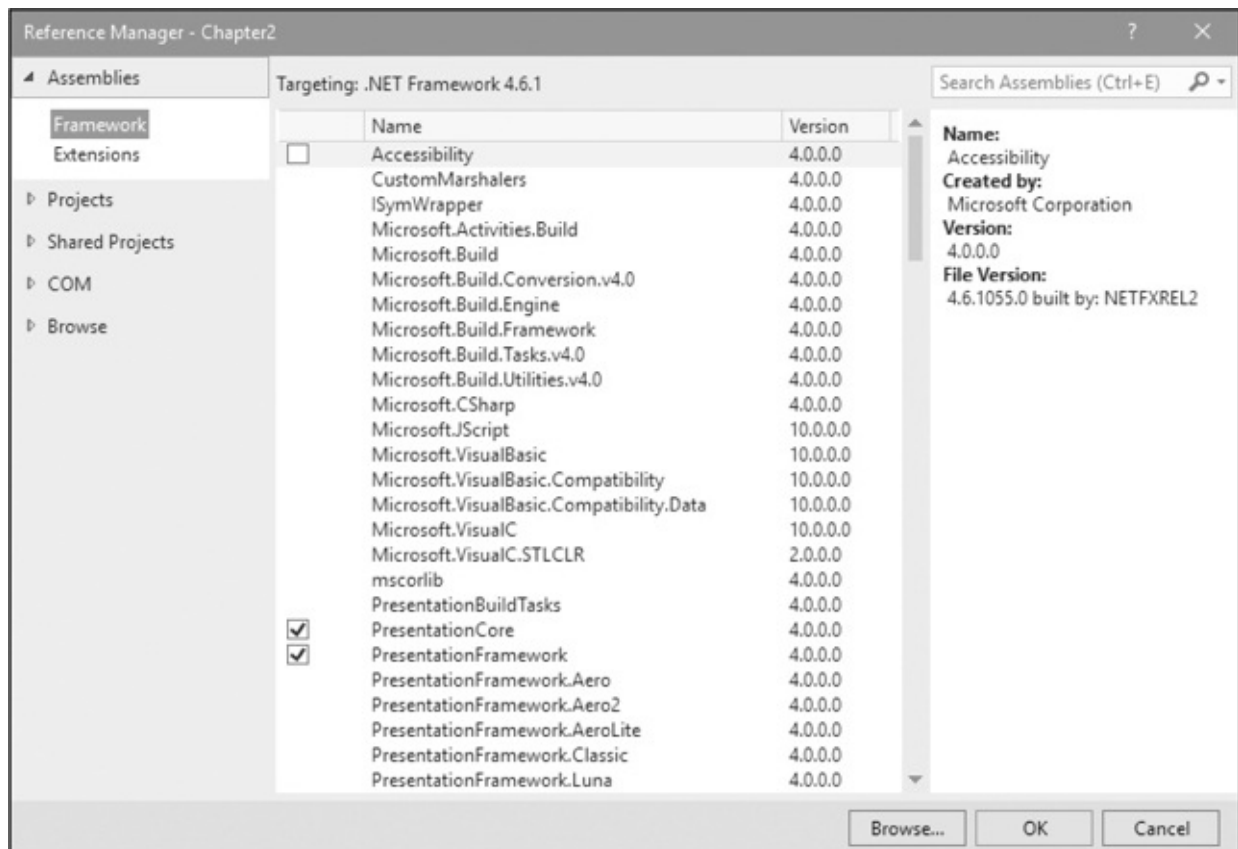 Reference Manager - Chapter2
? ✕
Assemblies
Framework
Extensions
Projects
Shared Projects
COM
Browse
Targeting: .NET Framework 4.6.1
Name Version
Accessibility 4.0.0.0
CustomMarshalers 4.0.0.0
ISymWrapper 4.0.0.0
Microsoft.Activities.Build 4.0.0.0
Microsoft.Build 4.0.0.0
Microsoft.Build.Conversion.v4.0 4.0.0.0
Microsoft.Build.Engine 4.0.0.0
Microsoft.Build.Framework 4.0.0.0
Microsoft.Build.Tasks.v4.0 4.0.0.0
Microsoft.Build.Utilities.v4.0 4.0.0.0
Microsoft.CSharp 4.0.0.0
Microsoft.JScript 10.0.0.0
Microsoft.VisualBasic 10.0.0.0
Microsoft.VisualBasic.Compatibility 10.0.0.0
Microsoft.VisualBasic.Compatibility.Data 10.0.0.0
Microsoft.VisualC 10.0.0.0
Microsoft.VisualC.STLCLR 2.0.0.0
mscorlib 4.0.0.0
PresentationBuildTasks 4.0.0.0
PresentationCore 4.0.0.0
PresentationFramework 4.0.0.0
PresentationFramework.Aero 4.0.0.0
PresentationFramework.Aero2 4.0.0.0
PresentationFramework.AeroLite 4.0.0.0
PresentationFramework.Classic 4.0.0.0
PresentationFramework.Luna 4.0.0.0
Search Assemblies (Ctrl+E)
Name:
Accessibility
Created by:
Microsoft Corporation
Version:
4.0.0.0
File Version:
4.6.1055.0 built by: NETFXREL2
Browse... OK Cancel